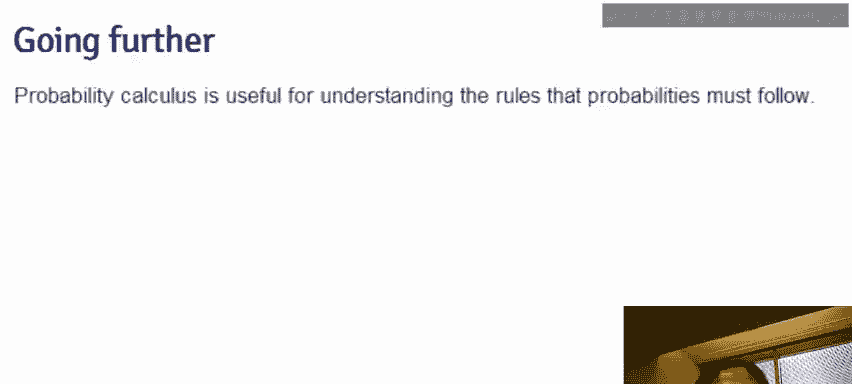 Going further
Probability calculus is useful for understanding the rules that probabilities must follow.